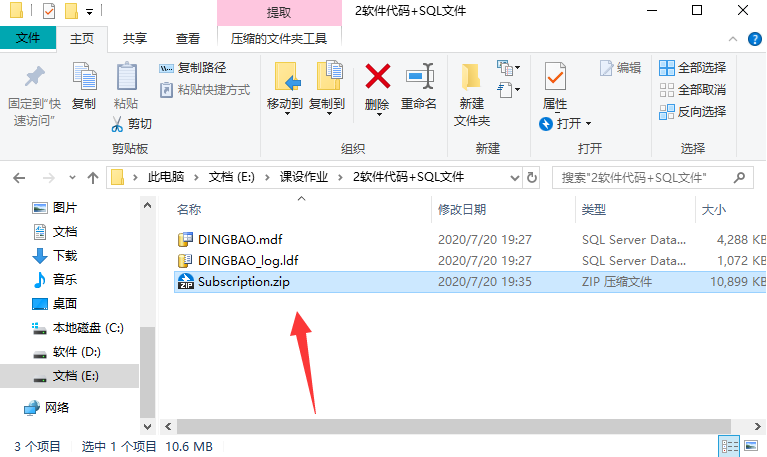 提取
2软件代码+SQL文件
文件
主页
共享
查看
压缩的文件夹工具
固定到"快
速访问"
复制
粘贴
复制路径
粘贴快捷方式
剪切
剪贴板
移动到
复制到
删除
重命名
组织
新建
文件夹
新建
属性
打开
编辑
打开
全部选择
全部取消
反向选择
选择
此电脑
文档 (E:)
课设作业
2软件代码+SQL文件
搜索"2软件代码+SQL文件"
图片
文档
下载
音乐
桌面
本地磁盘 (C:)
软件 (D:)
文档 (E:)
网络
名称 修改日期 类型 大小
DINGBAO.mdf 2020/7/20 19:27 SQL Server Data... 4,288 KB
DINGBAO_log.ldf 2020/7/20 19:27 SQL Server Data... 1,072 KB
ZIP Subscription.zip 2020/7/20 19:35 ZIP 压缩文件 10,899 KB
3 个项目 选中 1 个项目 10.6 MB